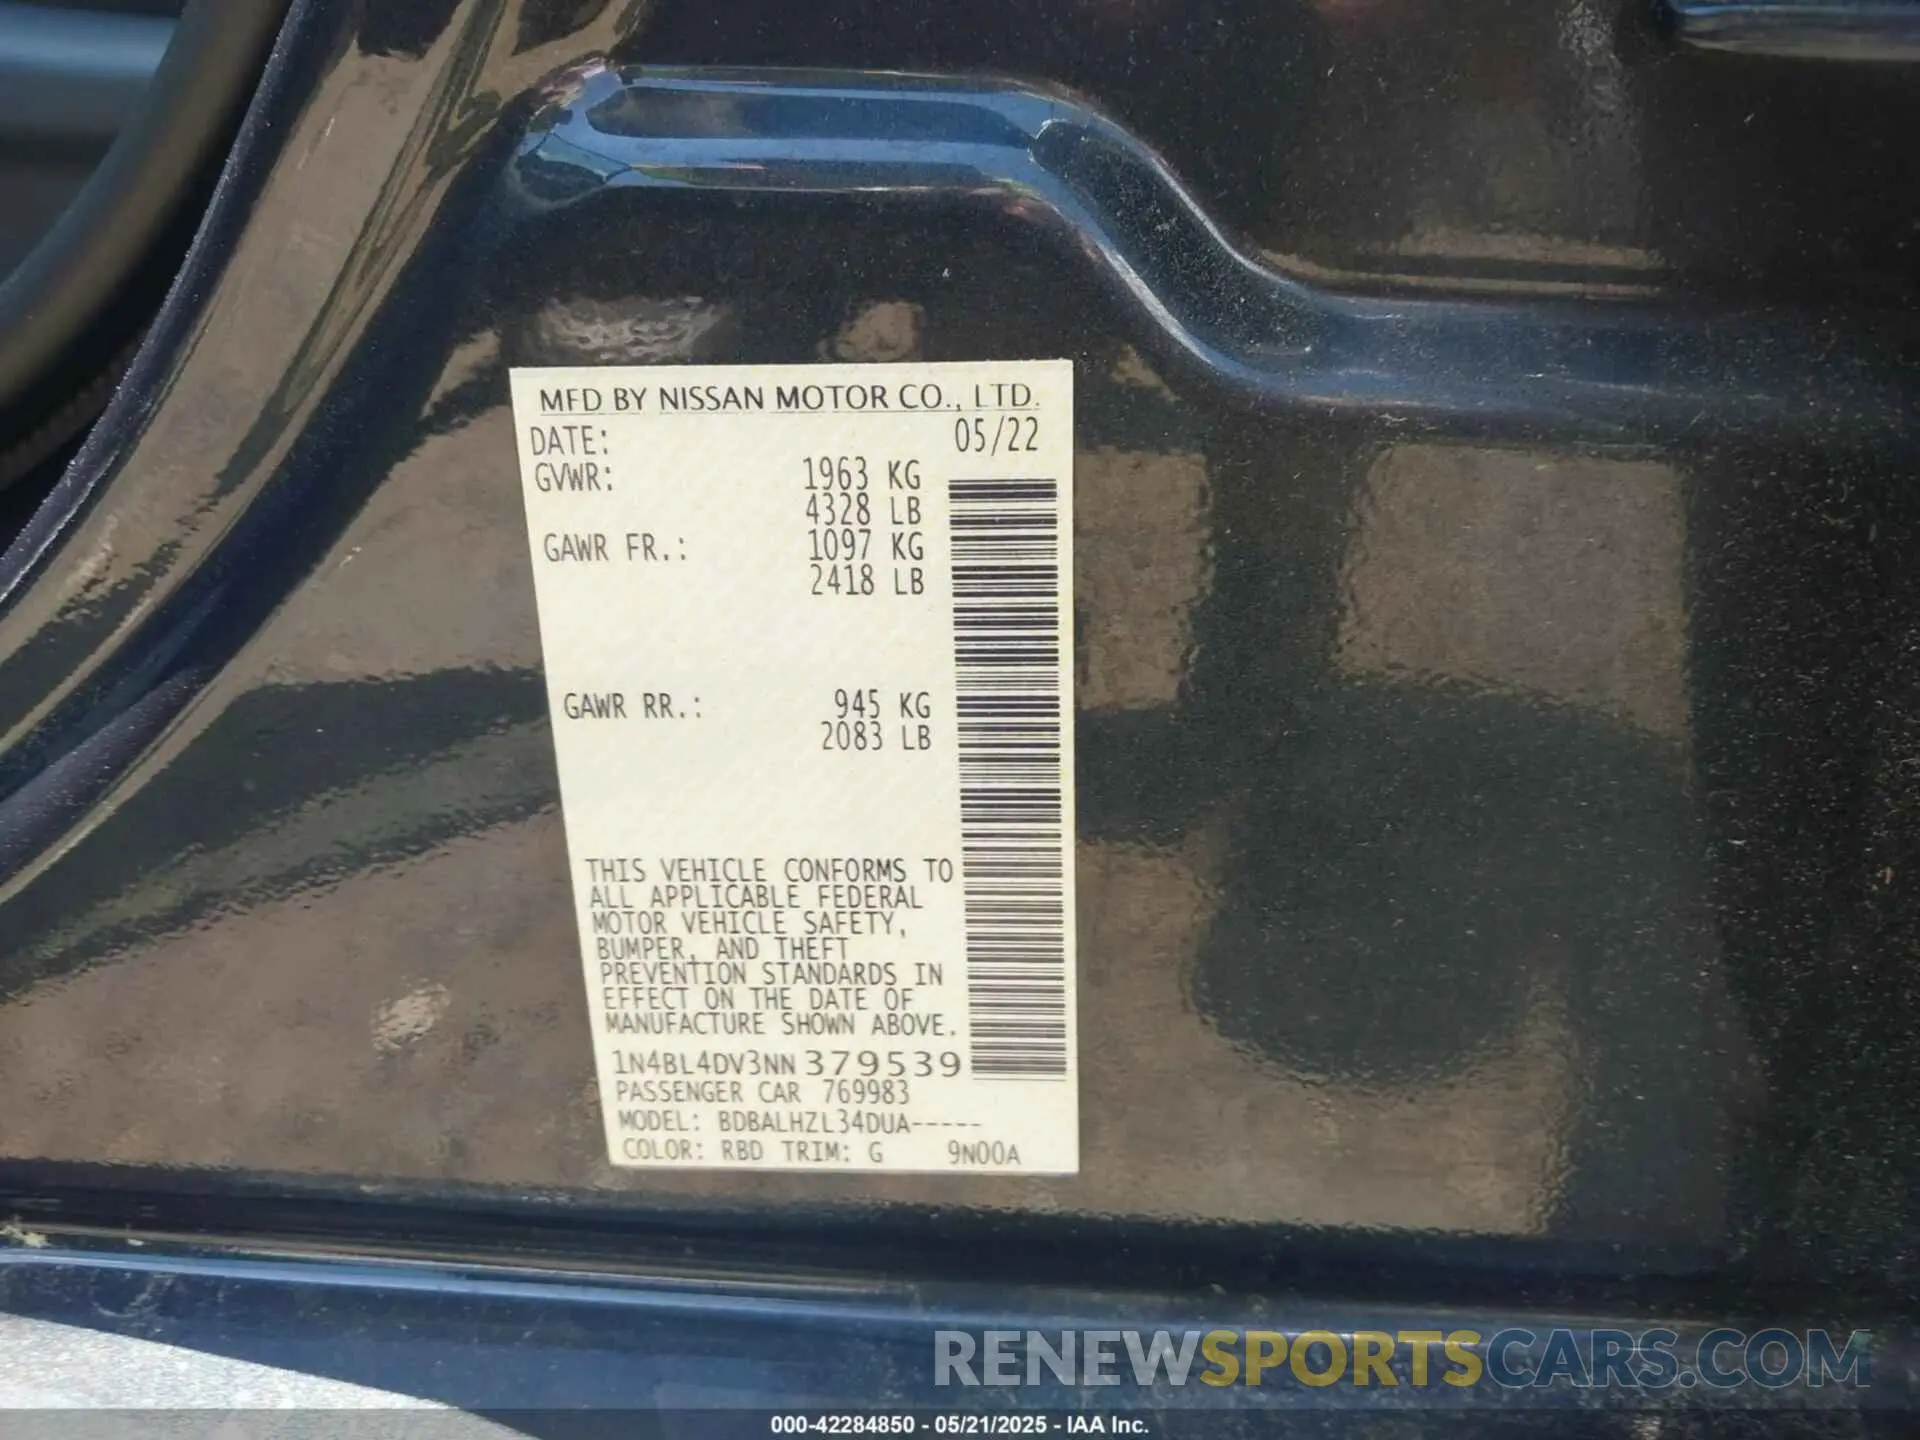 MFD BY NISSAN MOTOR CO., LTD.
DATE: 05/22
GVWR: 1963 KG
4328 LB
GAWR FR.: 1097 KG
2418 LB
GAWR RR.: 945 KG
2083 LB
THIS VEHICLE CONFORMS TO
ALL APPLICABLE FEDERAL
MOTOR VEHICLE SAFETY,
BUMPER, AND THEFT
PREVENTION STANDARDS IN
EFFECT ON THE DATE OF
MANUFACTURE SHOWN ABOVE.
1N4BL4DV3NN379539
PASSENGER CAR 769983
MODEL: BDBALHZL34DUA-----
COLOR: RBD TRIM: G 9N00A
RENEWSPORTSCARS.COM
000-42284850 - 05/21/2025 - IAA Inc.